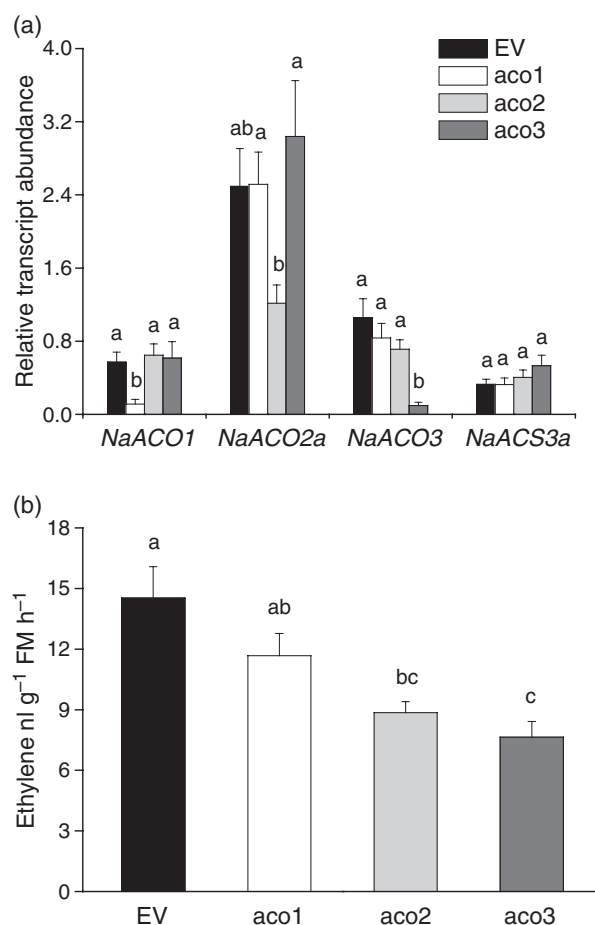 (a)
Relative transcript abundance
4.0
3.2
2.4
1.6
0.8
0.0
EV
aco1
aco2
aco3
a
b
a
a
ab
a
b
a
a
a
a
b
a
a
a
a
NaACO1 NaACO2a NaACO3 NaACS3a
(b)
Ethylene nl g⁻¹ FM h⁻¹
18
15
12
9
6
3
0
a
ab
bc
c
EV aco1 aco2 aco3